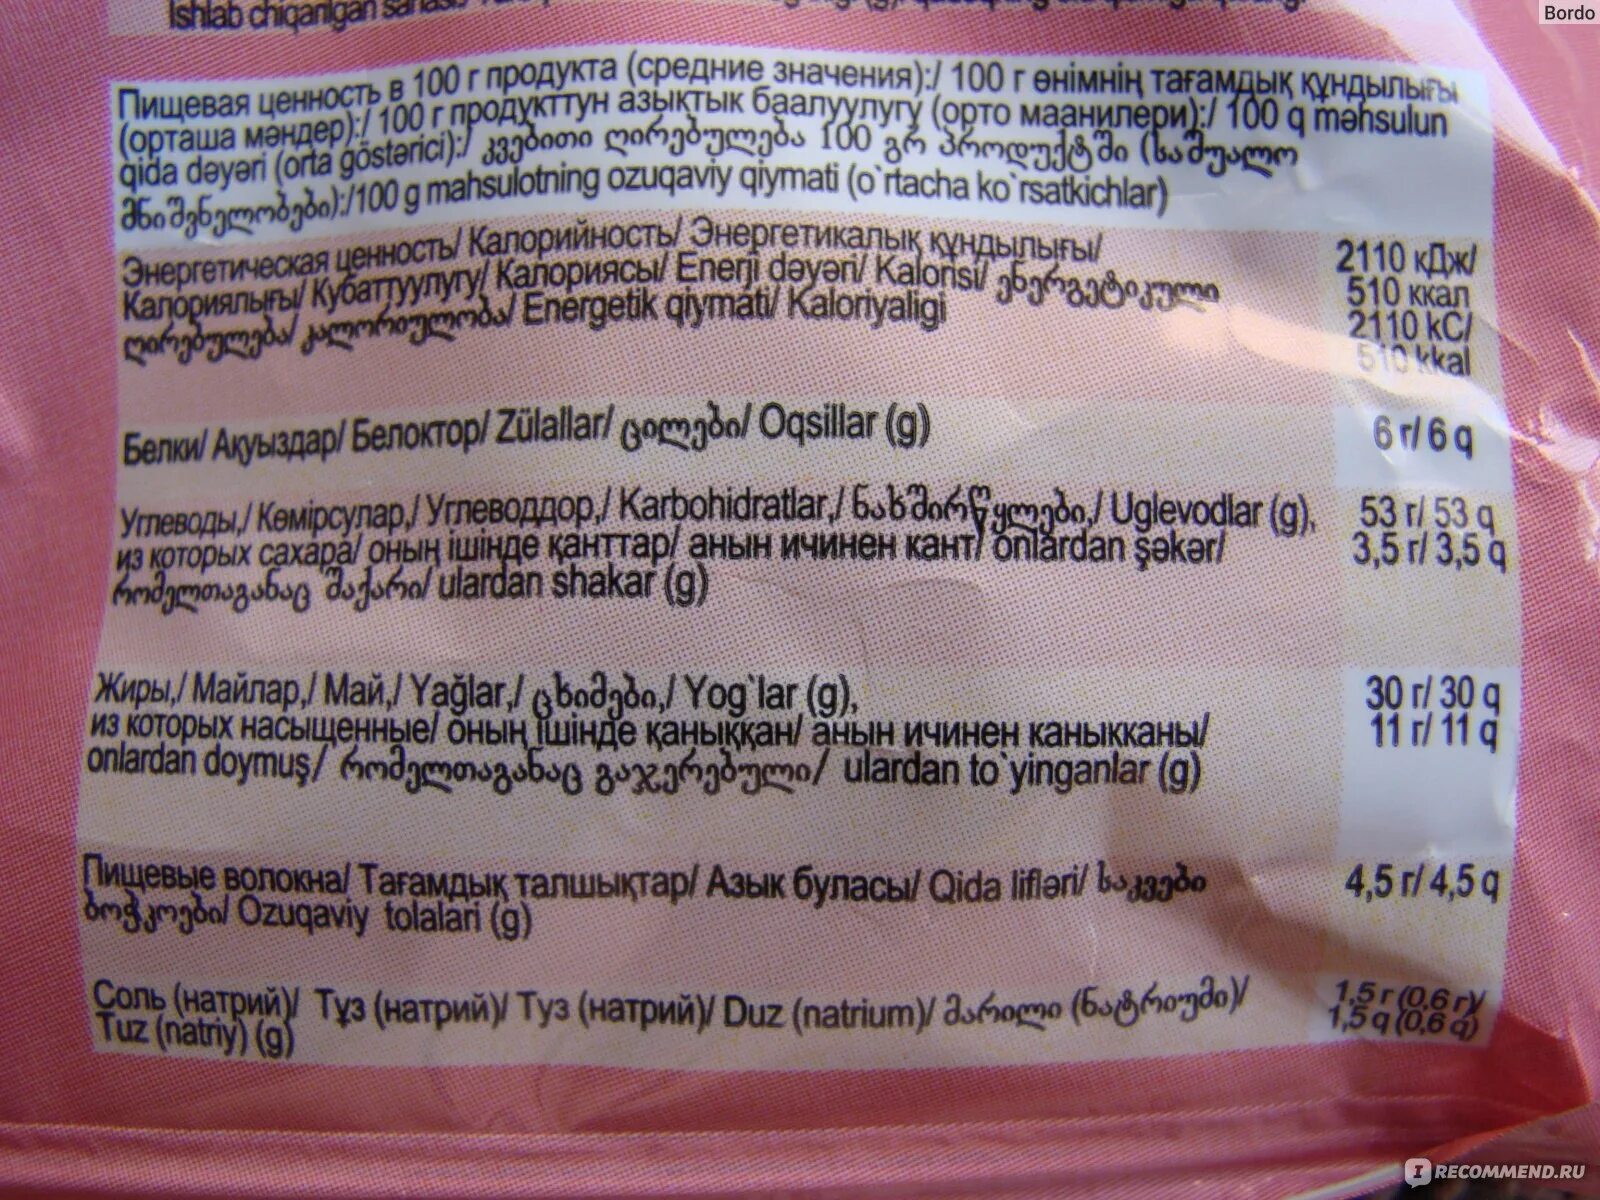 Bordo
Ishlab chiqarilgan
Пищевая ценность в 100 г продукта (средние значения):/ 100 г өнімнің тағамдық құндылығы
(орташа мәндер):/ 100 г продукттун азыктык баалуулугу (орто маанилери):/ 100 q məhsulun
qida dəyəri (orta göstərici):/ კვებითი ღირებულება 100 გრ პროდუქტში (საშუალო
მნიშვნელობები):/100 g mahsulotning ozuqaviy qiymati (o`rtacha ko`rsatkichlar)
Энергетическая ценность/ Калорийность/ Энергетикалық құндылығы/
Калориялығы/ Кубаттуулугу/ Калориясы/ Enerji dəyəri/ Kalorisi/ ენერგეტიკული
ღირებულება/ კალორიულობა/ Energetik qiymati/ Kaloriyaligi
2110 кДж/
510 ккал
2110 kC/
510 kkal
Белки/ Ақуыздар/ Белоктор/ Zülallar/ ცილები/ Oqsillar (g)
6 г/ 6 q
Углеводы,/ Көмірсулар,/ Углеводдор,/ Karbohidratlar,/ ნახშირწყლები,/ Uglevodlar (g),
53 г/ 53 q
из которых сахара/ оның ішінде қанттар/ анын ичинен кант/ onlardan şəkər/
3,5 г/ 3,5 q
რომელთაგანაც შაქარი/ ulardan shakar (g)
Жиры,/ Майлар,/ Май,/ Yağlar,/ ცხიმები,/ Yog`lar (g),
30 г/ 30 q
из которых насыщенные/ оның ішінде қаныққан/ анын ичинен каныкканы/
11 г/ 11 q
onlardan doymuş/ რომელთაგანაც გაჯერებული/ ulardan to`yinganlar (g)
Пищевые волокна/ Тағамдық талшықтар/ Азык буласы/ Qida lifləri/ საკვები
4,5 г/ 4,5 q
ბოჭკოები/ Ozuqaviy tolalari (g)
Соль (натрий)/ Тұз (натрий)/ Туз (натрий)/ Duz (natrium)/ მარილი (ნატრიუმი)/
1,5 г (0,6 г)/
Tuz (natriy) (g)
1,5 q (0,6 q)
IRECOMMEND.RU